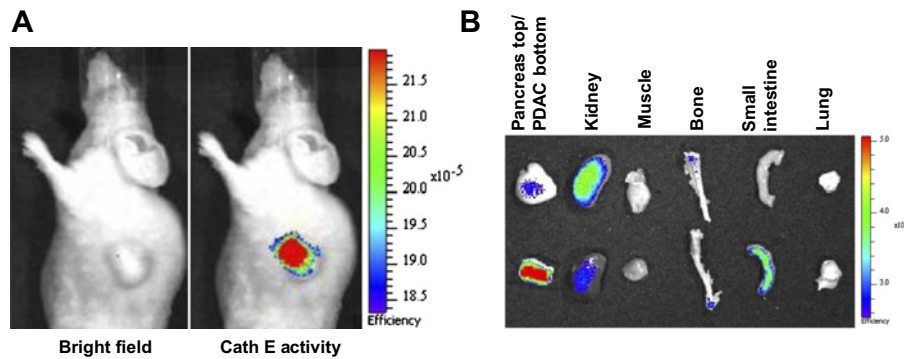 A
B
Pancreas top/
PDAC bottom
Kidney
Muscle
Bone
Small
intestine
Lung
21.5
21.0
20.5
20.0
x10-5
19.5
19.0
18.5
Efficiency
5.0
4.0
x10
3.0
Efficiency
Bright field
Cath E activity